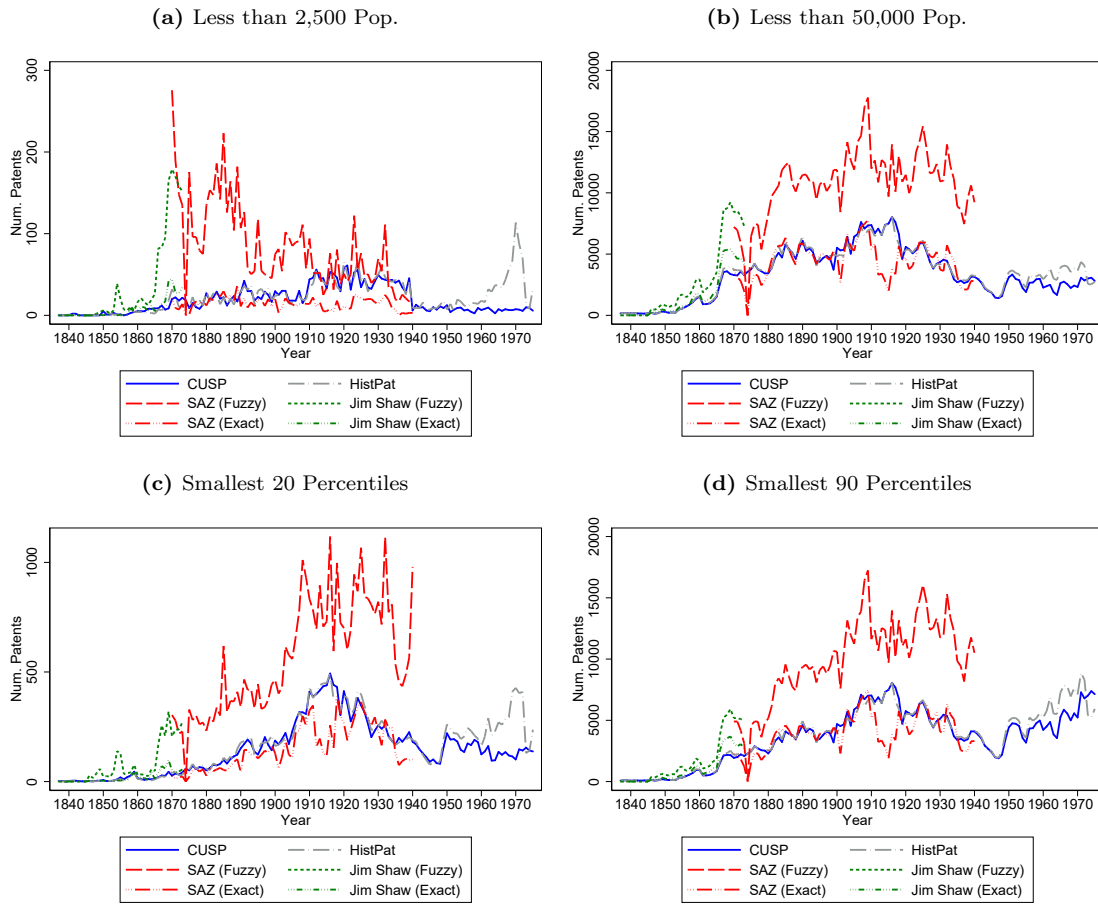 (a) Less than 2,500 Pop.
Num. Patents
300
200
100
0
1840 1850 1860 1870 1880 1890 1900 1910 1920 1930 1940 1950 1960 1970
Year
CUSP
HistPat
SAZ (Fuzzy)
Jim Shaw (Fuzzy)
SAZ (Exact)
Jim Shaw (Exact)
(b) Less than 50,000 Pop.
Num. Patents
20000
15000
10000
5000
0
1840 1850 1860 1870 1880 1890 1900 1910 1920 1930 1940 1950 1960 1970
Year
CUSP
HistPat
SAZ (Fuzzy)
Jim Shaw (Fuzzy)
SAZ (Exact)
Jim Shaw (Exact)
(c) Smallest 20 Percentiles
Num. Patents
1000
500
0
1840 1850 1860 1870 1880 1890 1900 1910 1920 1930 1940 1950 1960 1970
Year
CUSP
HistPat
SAZ (Fuzzy)
Jim Shaw (Fuzzy)
SAZ (Exact)
Jim Shaw (Exact)
(d) Smallest 90 Percentiles
Num. Patents
20000
15000
10000
5000
0
1840 1850 1860 1870 1880 1890 1900 1910 1920 1930 1940 1950 1960 1970
Year
CUSP
HistPat
SAZ (Fuzzy)
Jim Shaw (Fuzzy)
SAZ (Exact)
Jim Shaw (Exact)